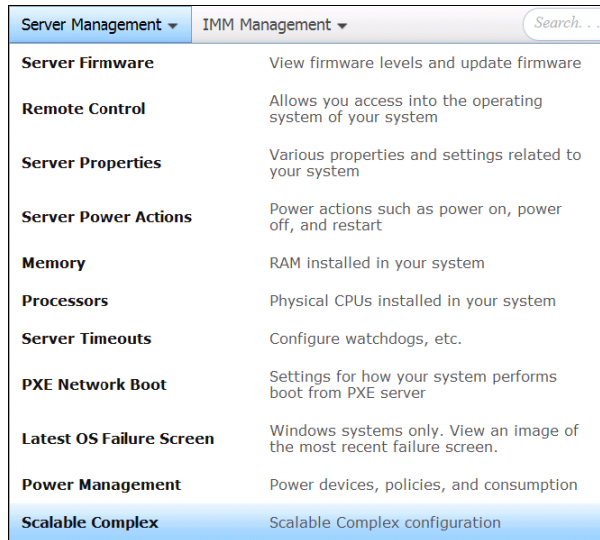 Server Management ▾ IMM Management ▾ Search. . .
Server Firmware View firmware levels and update firmware
Remote Control Allows you access into the operating
system of your system
Server Properties Various properties and settings related to
your system
Server Power Actions Power actions such as power on, power
off, and restart
Memory RAM installed in your system
Processors Physical CPUs installed in your system
Server Timeouts Configure watchdogs, etc.
PXE Network Boot Settings for how your system performs
boot from PXE server
Latest OS Failure Screen Windows systems only. View an image of
the most recent failure screen.
Power Management Power devices, policies, and consumption
Scalable Complex Scalable Complex configuration